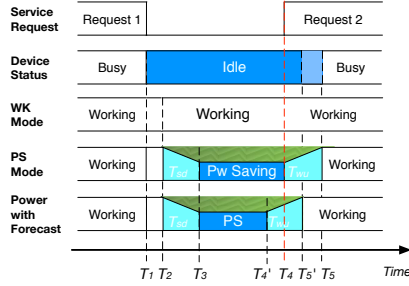 Service
Request
Request 1
Request 2
Device
Status
Busy
Idle
Busy
WK
Mode
Working
Working
Working
PS
Mode
Working
Tsd
Pw Saving
Twu
Working
Power
with
Forecast
Working
Tsd
PS
Twu
Working
T1 T2 T3 T4' T4 T5' T5 Time